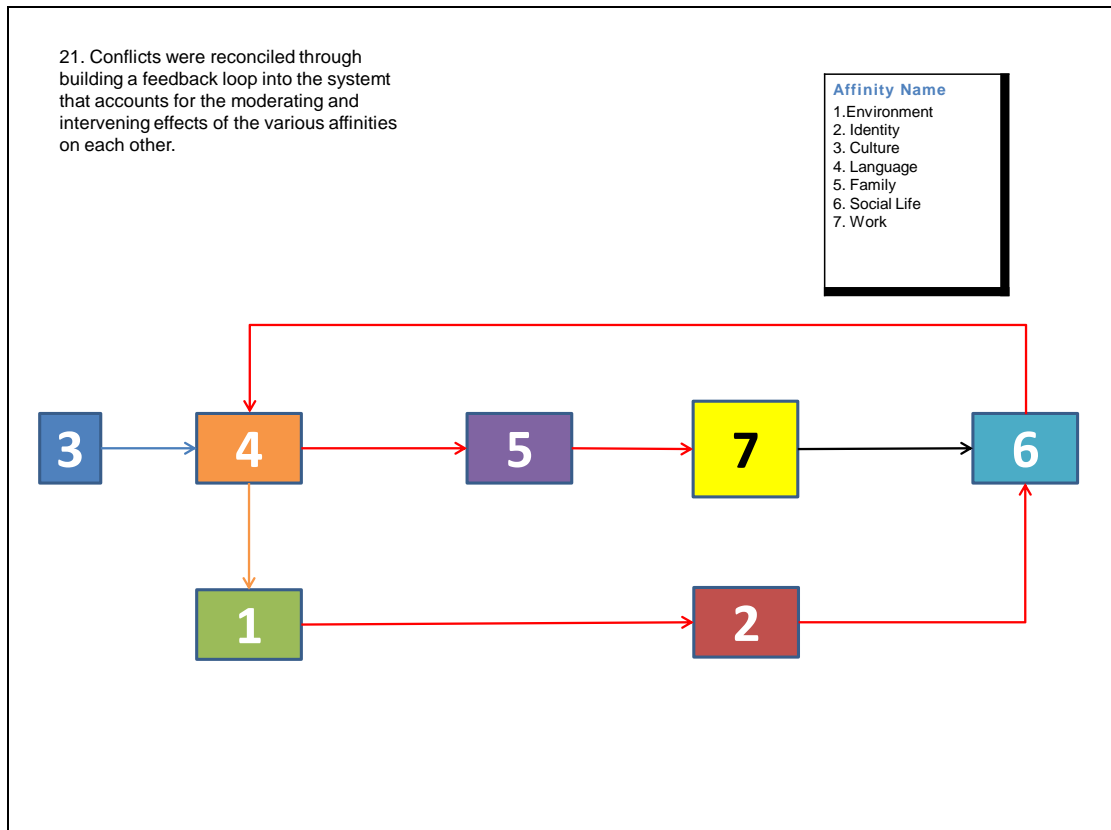 21. Conflicts were reconciled through
building a feedback loop into the systemt
that accounts for the moderating and
intervening effects of the various affinities
on each other.
Affinity Name
1.Environment
2. Identity
3. Culture
4. Language
5. Family
6. Social Life
7. Work
3
4
5
7
6
1
2